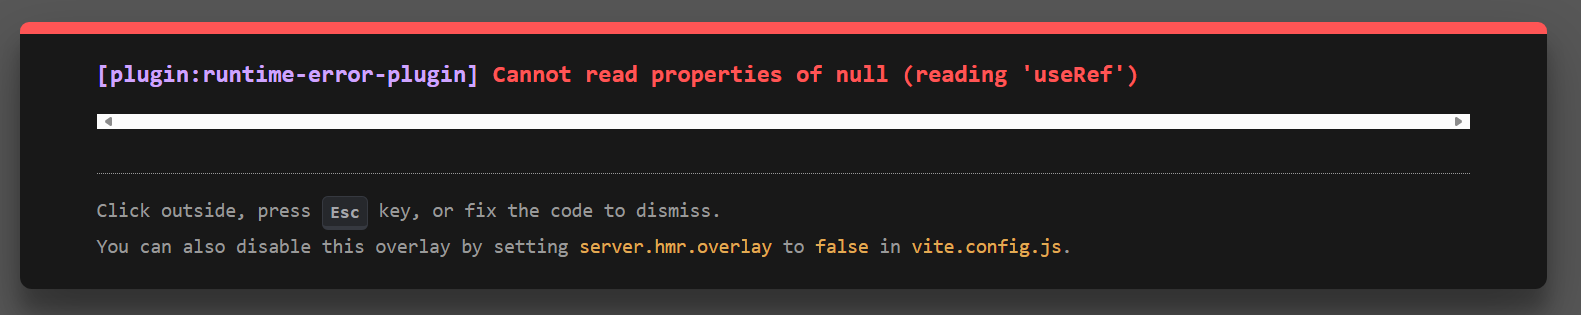 [plugin:runtime-error-plugin] Cannot read properties of null (reading 'useRef')
Click outside, press Esc key, or fix the code to dismiss.
You can also disable this overlay by setting server.hmr.overlay to false in vite.config.js.